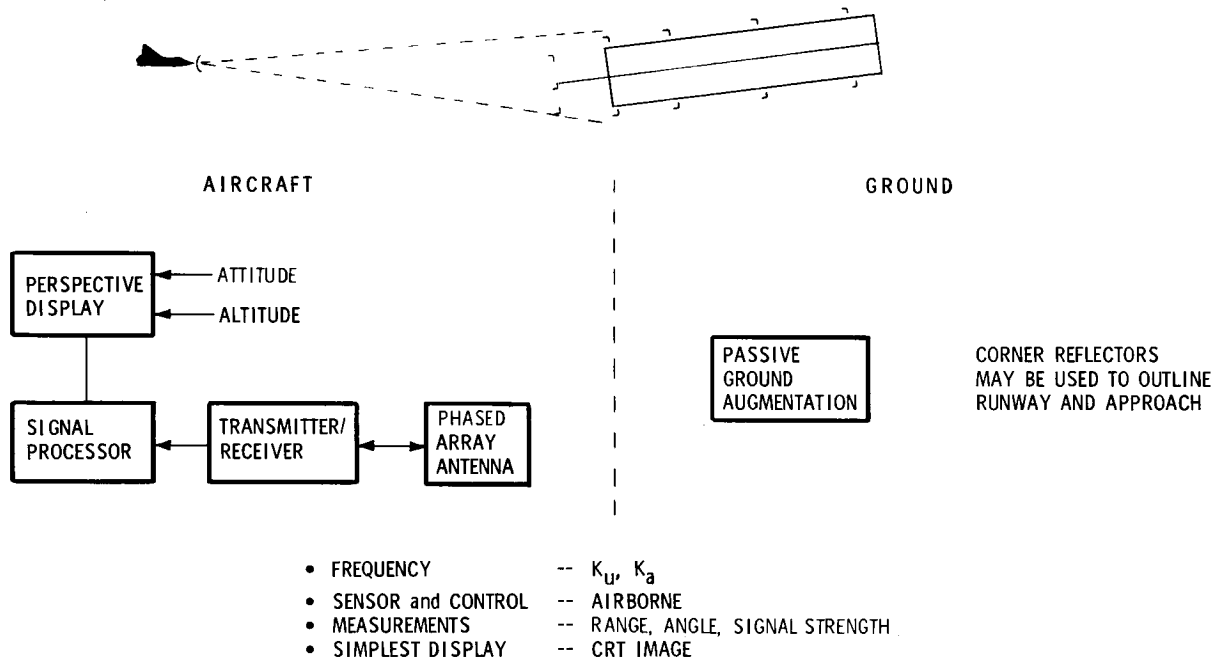 AIRCRAFT
GROUND
PERSPECTIVE
DISPLAY
ATTITUDE
ALTITUDE
SIGNAL
PROCESSOR
TRANSMITTER/
RECEIVER
PHASED
ARRAY
ANTENNA
PASSIVE
GROUND
AUGMENTATION
CORNER REFLECTORS
MAY BE USED TO OUTLINE
RUNWAY AND APPROACH
• FREQUENCY -- Ku, Ka
• SENSOR and CONTROL -- AIRBORNE
• MEASUREMENTS -- RANGE, ANGLE, SIGNAL STRENGTH
• SIMPLEST DISPLAY -- CRT IMAGE